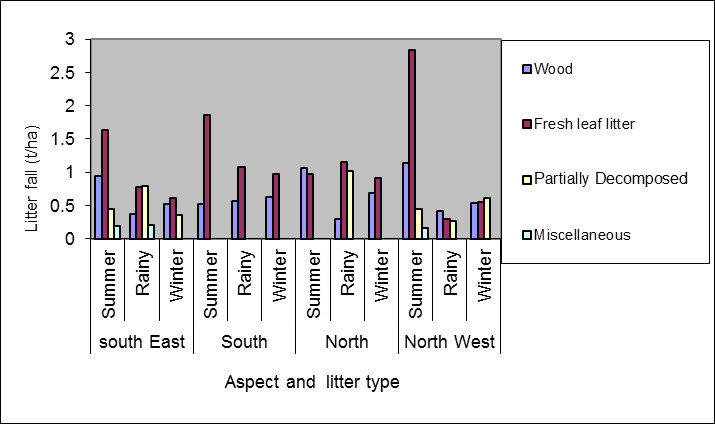 Litter fall (t/ha)
3
2.5
2
1.5
1
0.5
0
Summer
Rainy
Winter
Summer
Rainy
Winter
Summer
Rainy
Winter
Summer
Rainy
Winter
south East
South
North
North West
Aspect and litter type
Wood
Fresh leaf litter
Partially Decomposed
Miscellaneous